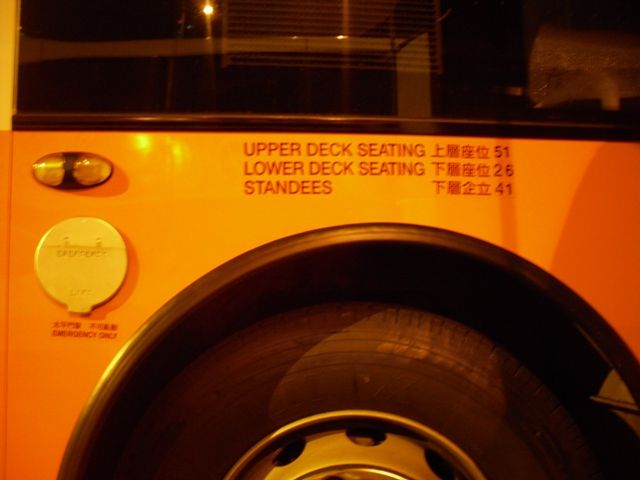 UPPER DECK SEATING 上層座位 51
LOWER DECK SEATING 下層座位 26
STANDEES 下層企立 41
EMERGENCY
EMERGENCY ONLY